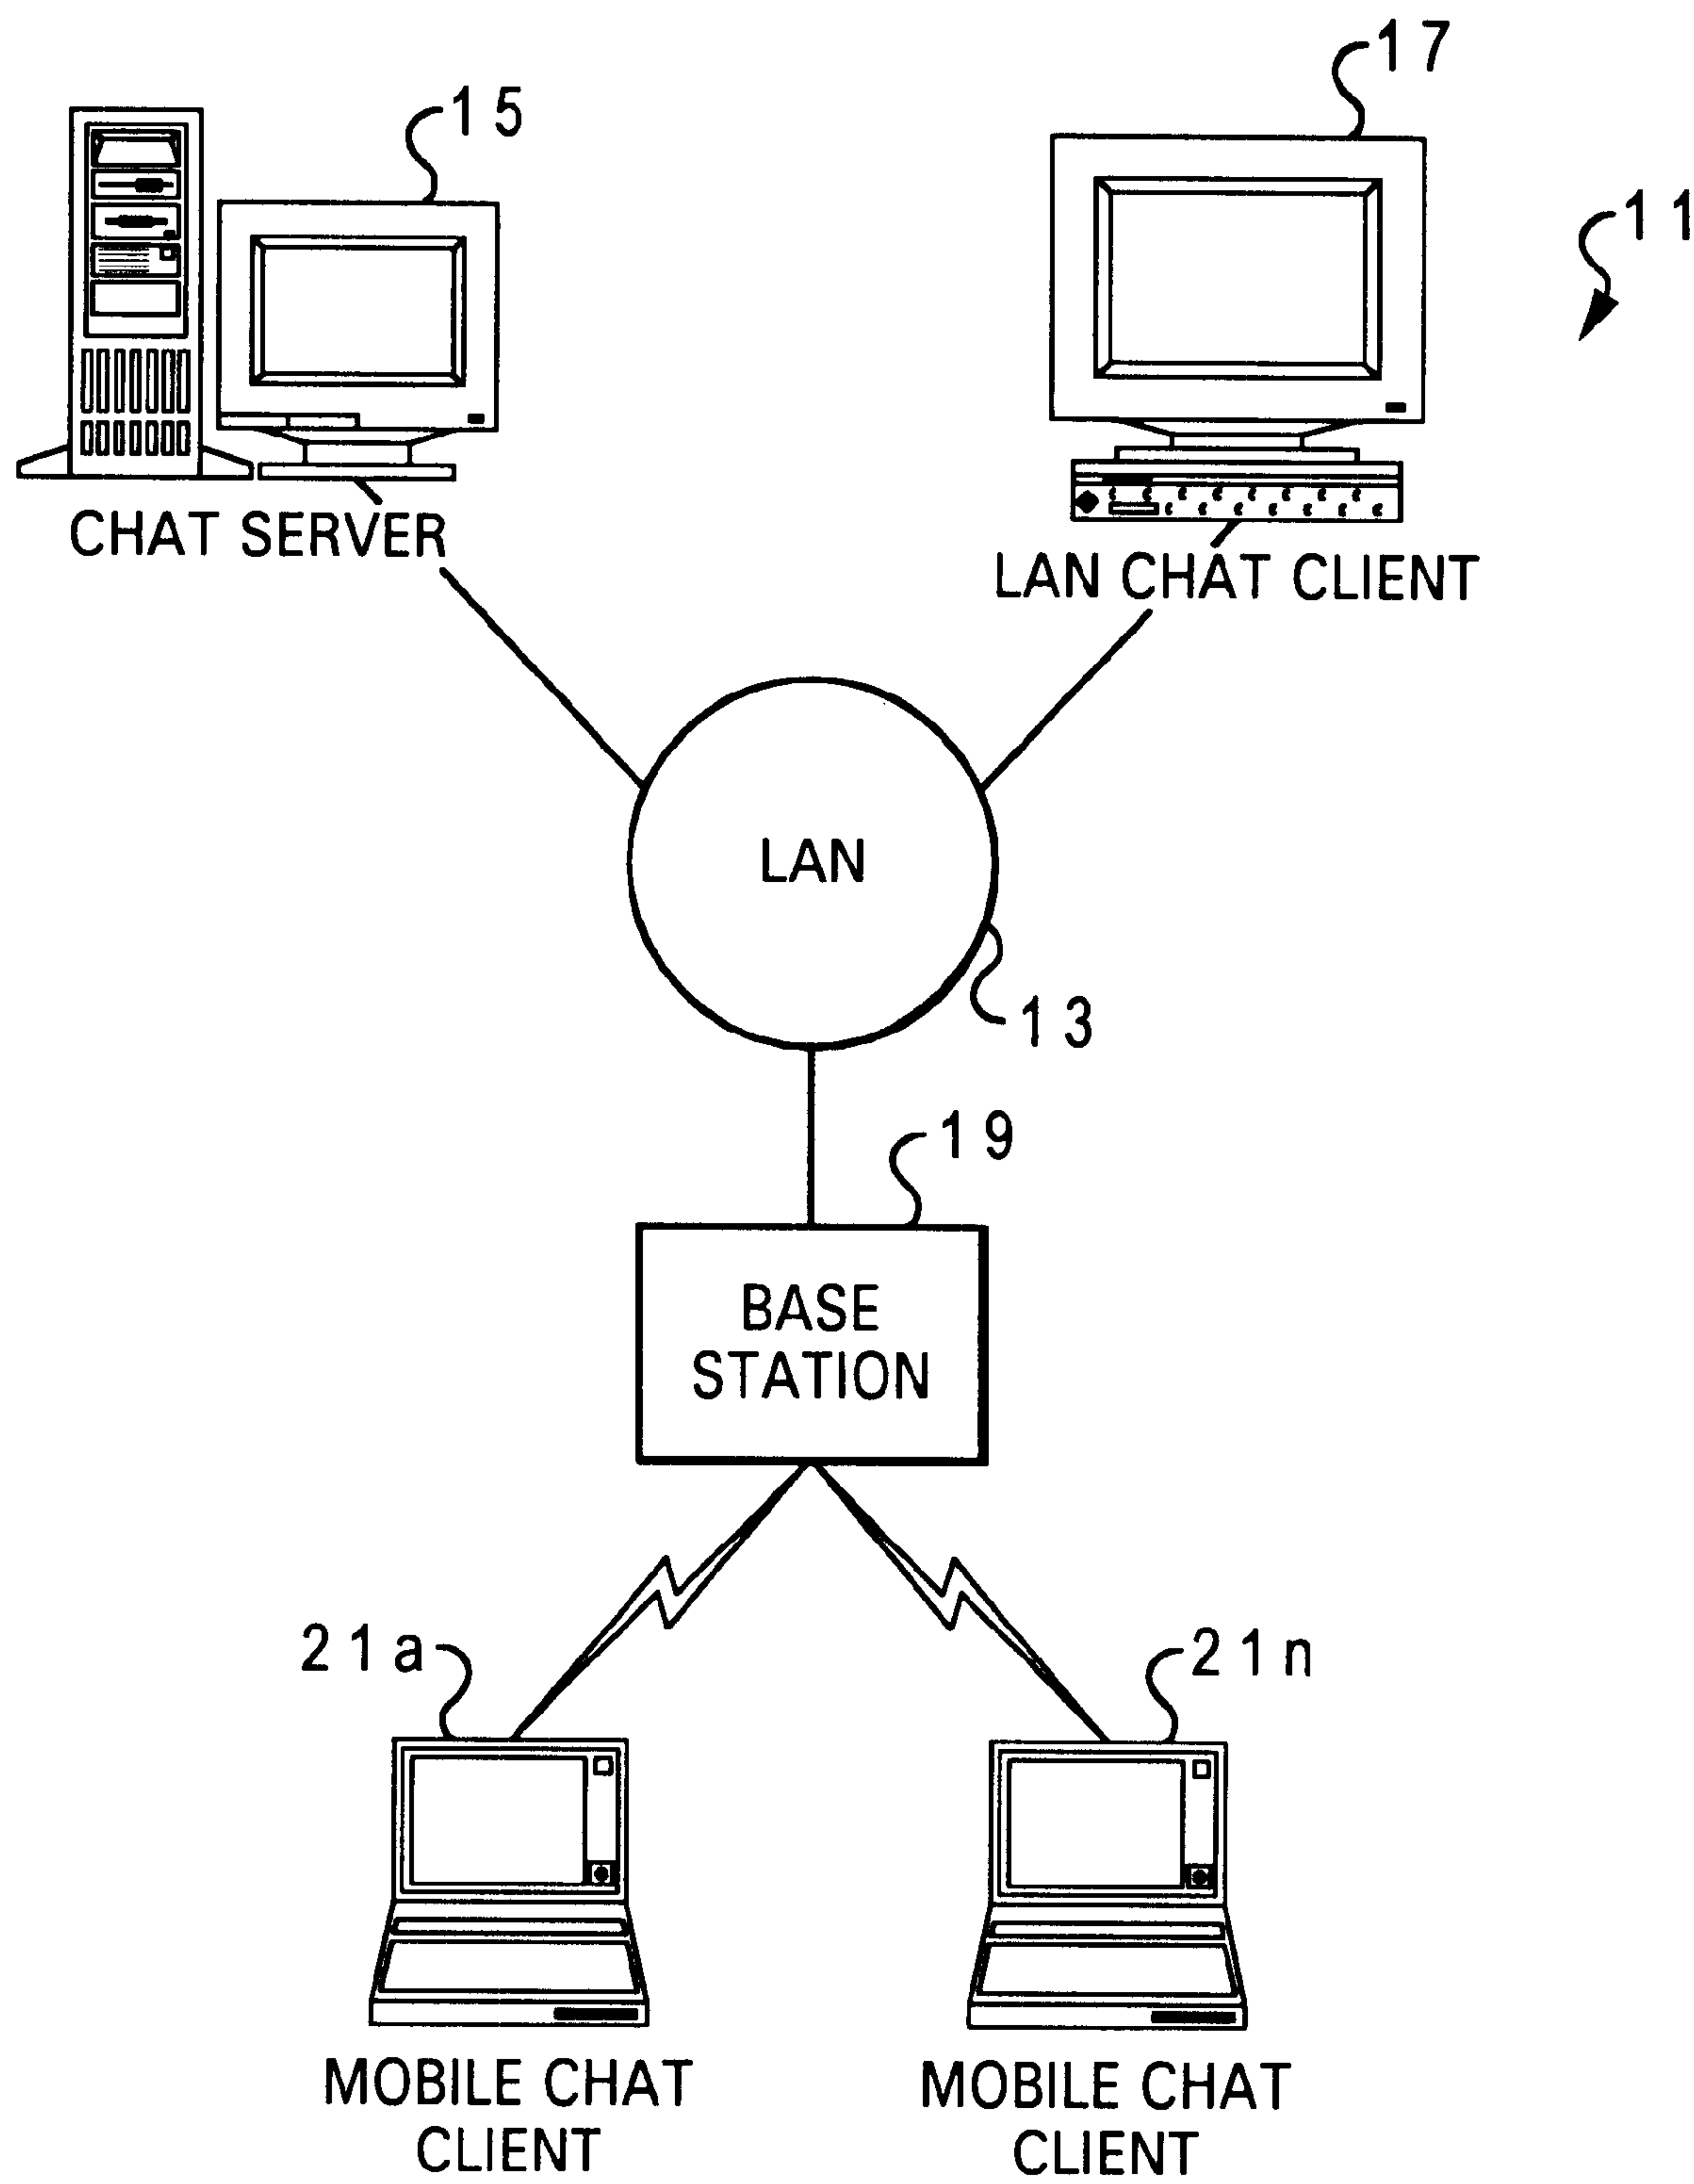 17
15
11
CHAT SERVER
LAN CHAT CLIENT
LAN
13
19
BASE
STATION
21a
21n
MOBILE CHAT
CLIENT
MOBILE CHAT
CLIENT